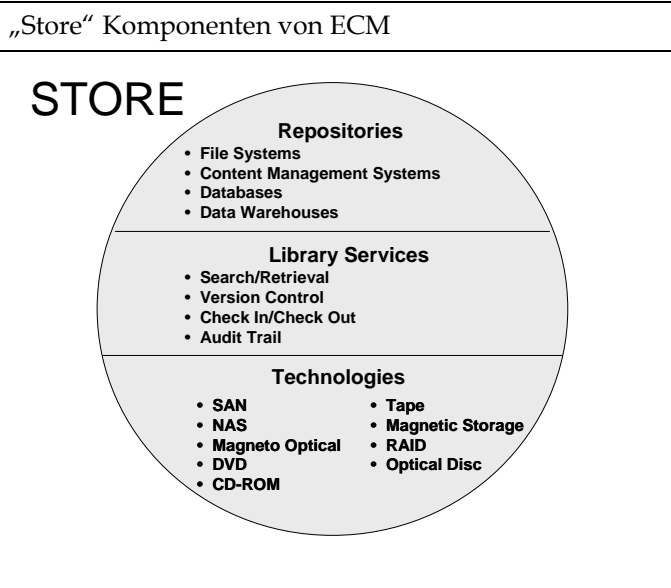 „Store“ Komponenten von ECM
STORE
Repositories
• File Systems
• Content Management Systems
• Databases
• Data Warehouses
Library Services
• Search/Retrieval
• Version Control
• Check In/Check Out
• Audit Trail
Technologies
• SAN
• NAS
• Magneto Optical
• DVD
• CD-ROM
• Tape
• Magnetic Storage
• RAID
• Optical Disc